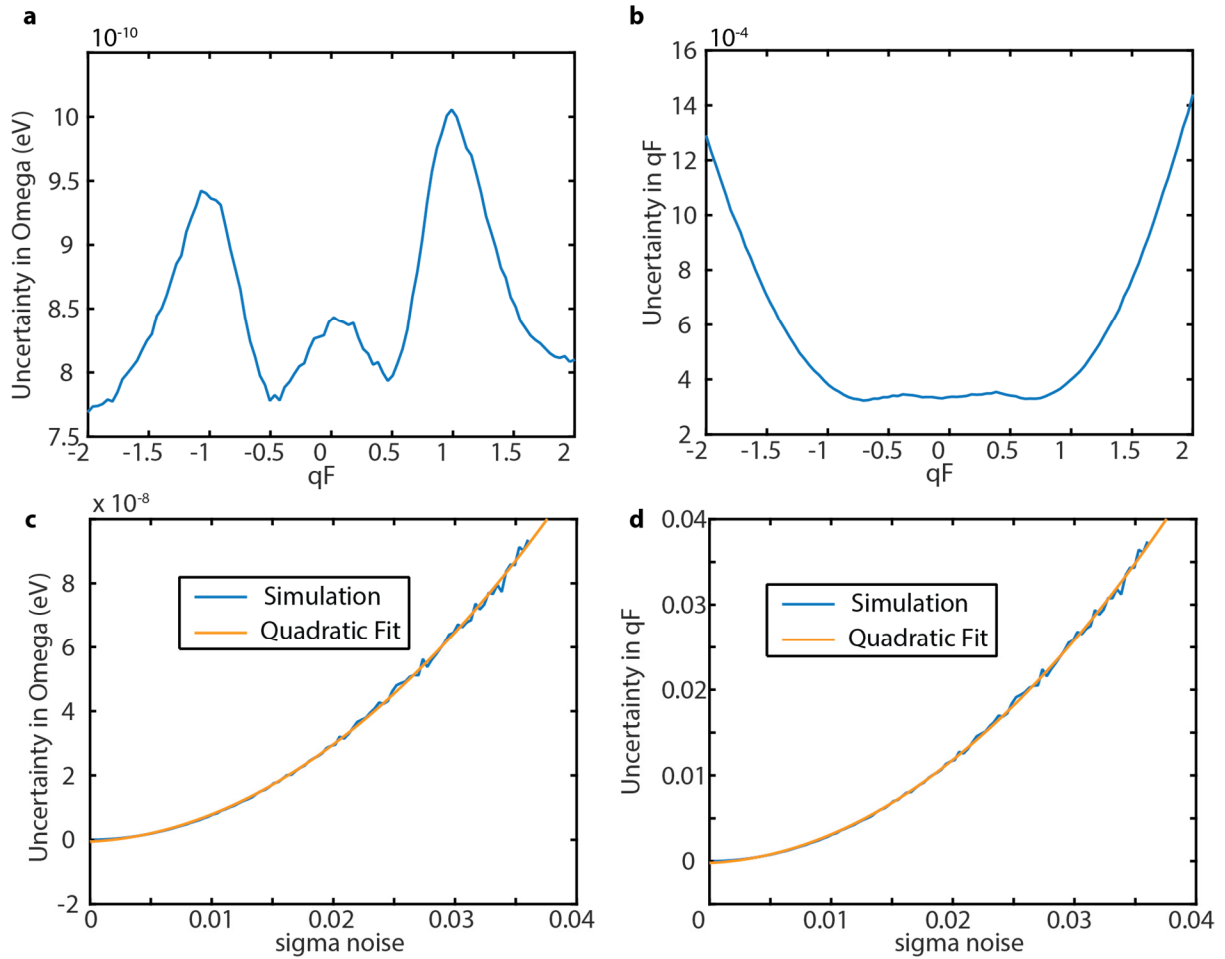 a
10-10
10
9.5
9
8.5
8
7.5
Uncertainty in Omega (eV)
-2 -1.5 -1 -0.5 0 0.5 1 1.5 2
qF
b
10-4
16
14
12
10
8
6
4
2
Uncertainty in qF
-2 -1.5 -1 -0.5 0 0.5 1 1.5 2
qF
c
x 10-8
8
6
4
2
0
-2
Uncertainty in Omega (eV)
Simulation
Quadratic Fit
0 0.01 0.02 0.03 0.04
sigma noise
d
0.04
0.03
0.02
0.01
0
Uncertainty in qF
Simulation
Quadratic Fit
0 0.01 0.02 0.03 0.04
sigma noise